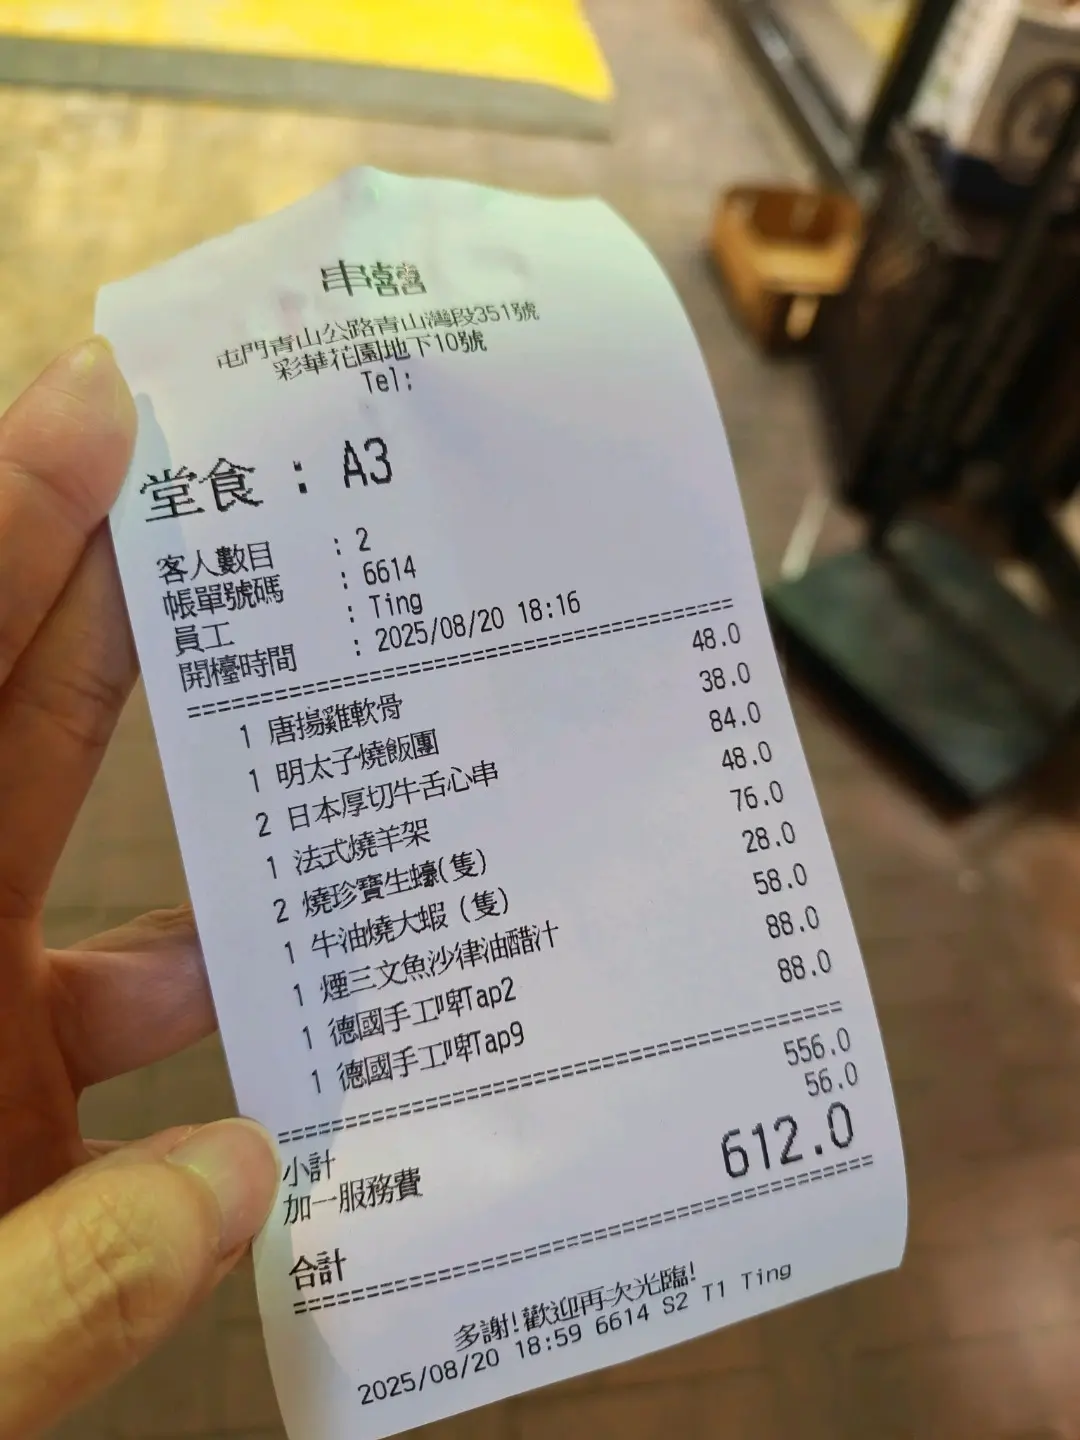 串囍
屯門青山公路青山灣段351號
彩華花園地下10號
Tel:
堂食 : A3
客人數目 : 2
帳單號碼 : 6614
員工 : Ting
開檯時間 : 2025/08/20 18:16
1 唐揚雞軟骨 48.0
1 明太子燒飯團 38.0
2 日本厚切牛舌心串 84.0
1 法式燒羊架 48.0
2 燒珍寶生蠔(隻) 76.0
1 牛油燒大蝦 (隻) 28.0
1 煙三文魚沙律油醋汁 58.0
1 德國手工啤Tap2 88.0
1 德國手工啤Tap9 88.0
小計 556.0
加一服務費 56.0
合計 612.0
多謝!歡迎再次光臨!
2025/08/20 18:59 6614 S2 T1 Ting